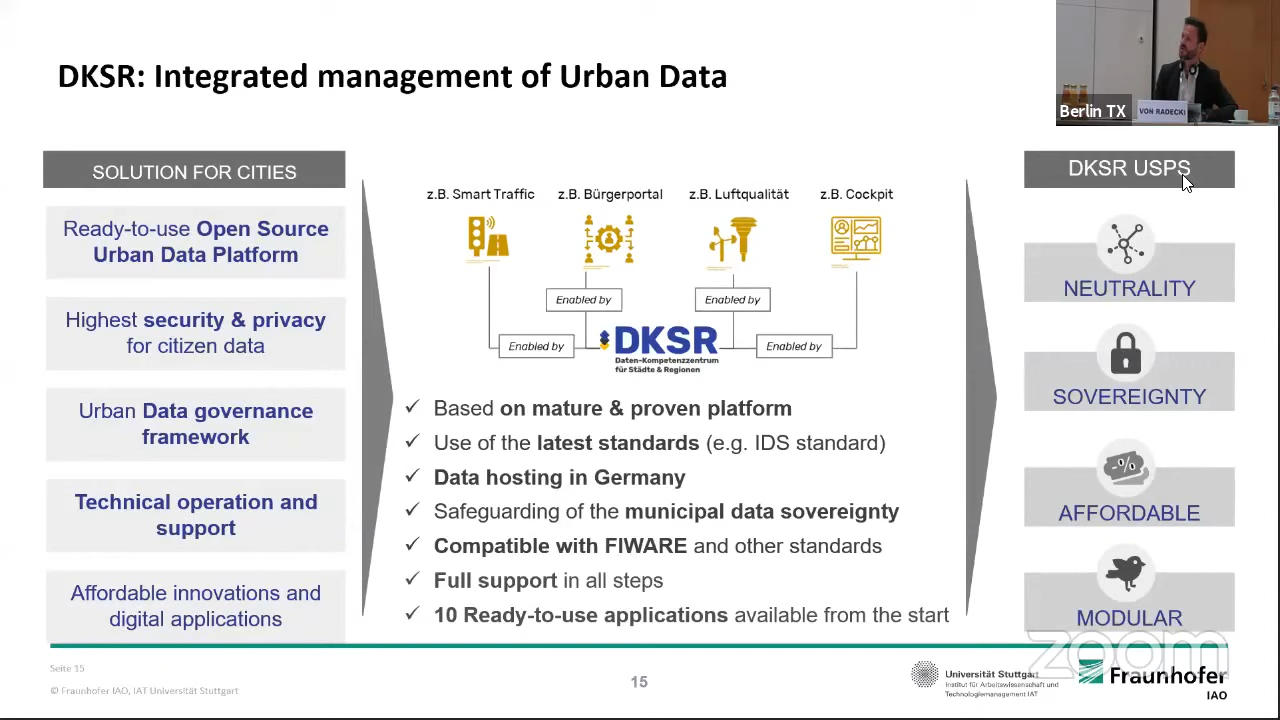 DKSR: Integrated management of Urban Data
Berlin TX
VON RADECKI
SOLUTION FOR CITIES
Ready-to-use Open Source
Urban Data Platform
Highest security & privacy
for citizen data
Urban Data governance
framework
Technical operation and
support
Affordable innovations and
digital applications
z.B. Smart Traffic
z.B. Bürgerportal
z.B. Luftqualität
z.B. Cockpit
Enabled by
Enabled by
Enabled by
DKSR
Daten-Kompetenzzentrum
für Städte & Regionen
Enabled by
✓ Based on mature & proven platform
✓ Use of the latest standards (e.g. IDS standard)
✓ Data hosting in Germany
✓ Safeguarding of the municipal data sovereignty
✓ Compatible with FIWARE and other standards
✓ Full support in all steps
✓ 10 Ready-to-use applications available from the start
DKSR USPS
NEUTRALITY
SOVEREIGNTY
%
AFFORDABLE
MODULAR
zoom
Seite 15
© Fraunhofer IAO, IAT Universität Stuttgart
15
Universität Stuttgart
Institut für Arbeitswissenschaft und
Technologiemanagement IAT
Fraunhofer
IAO